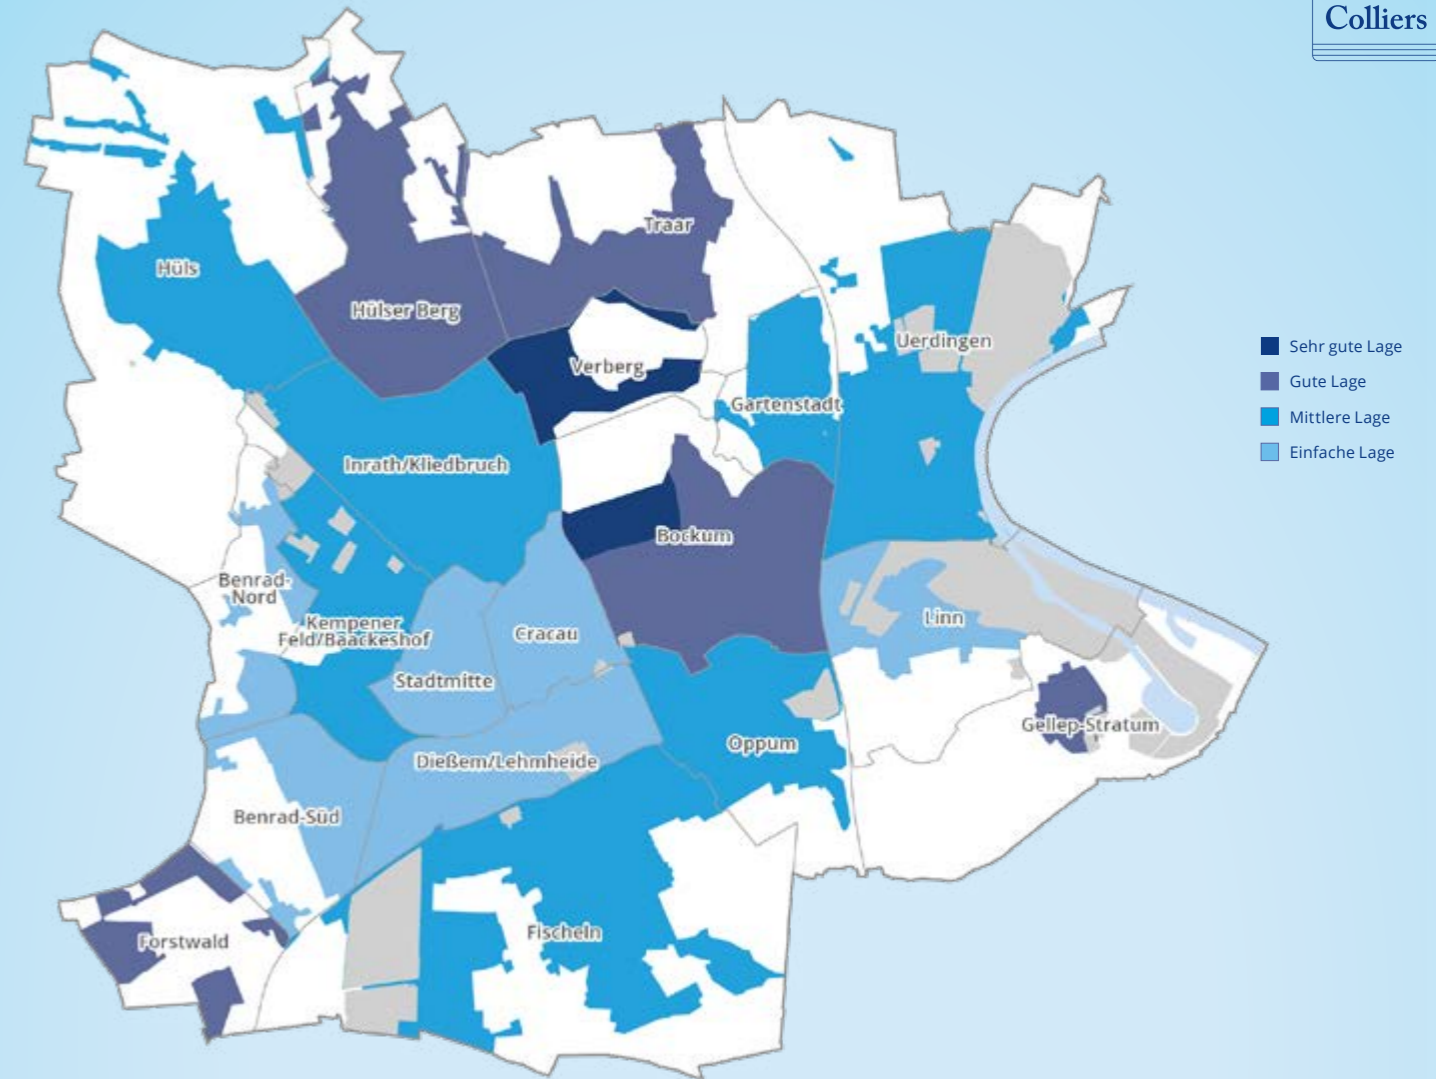 Colliers
Traar
Hüls
Hülser Berg
Uerdingen
Verberg
Gartenstadt
Inrath/Kliedbruch
Bockum
Benrad-
Nord
Kempener
Feld/Baackeshof
Cracau
Linn
Stadtmitte
Gellep-Stratum
Oppum
Dießem/Lehmheide
Benrad-Süd
Fischeln
Forstwald
Sehr gute Lage
Gute Lage
Mittlere Lage
Einfache Lage